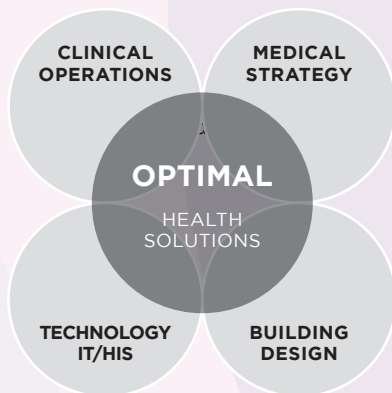 CLINICAL
OPERATIONS
MEDICAL
STRATEGY
OPTIMAL
HEALTH
SOLUTIONS
TECHNOLOGY
IT/HIS
BUILDING
DESIGN